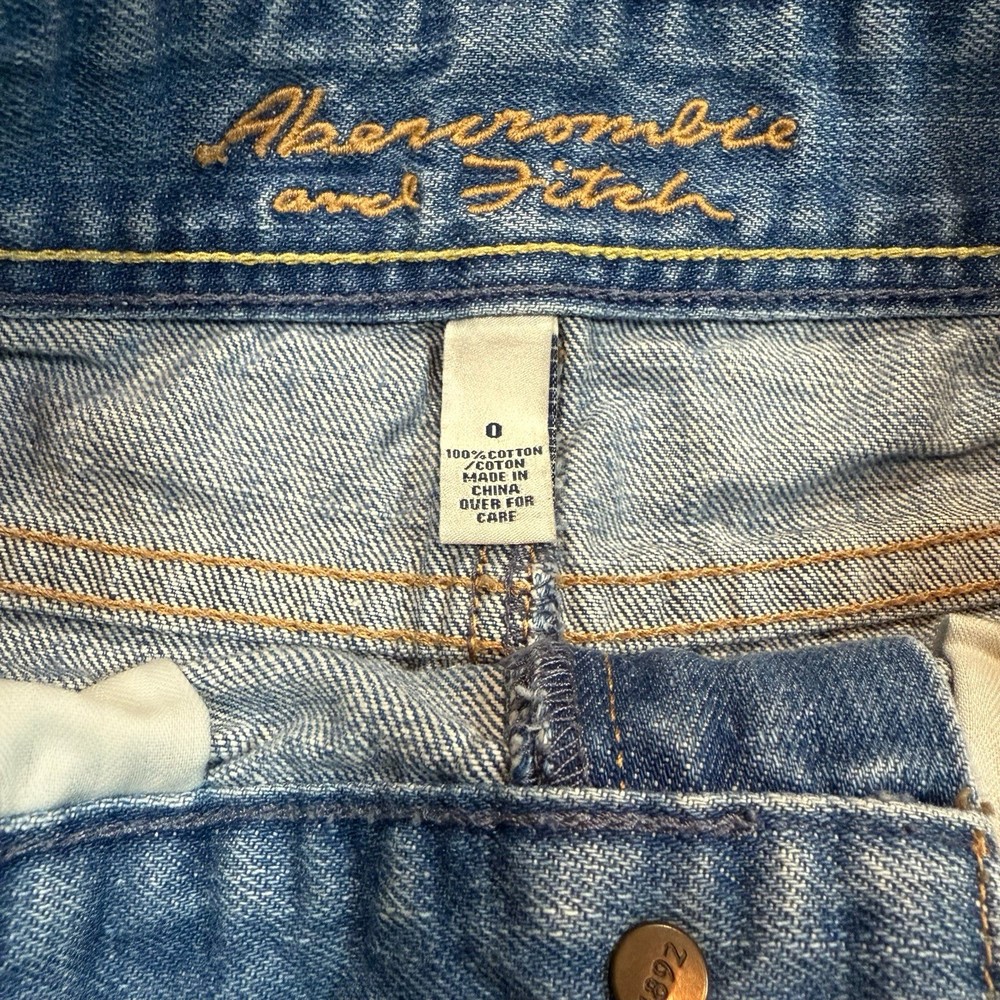 Abercrombie
and Fitch
0
100% COTTON
/COTON
MADE IN
CHINA
OVER FOR
CARE
1892